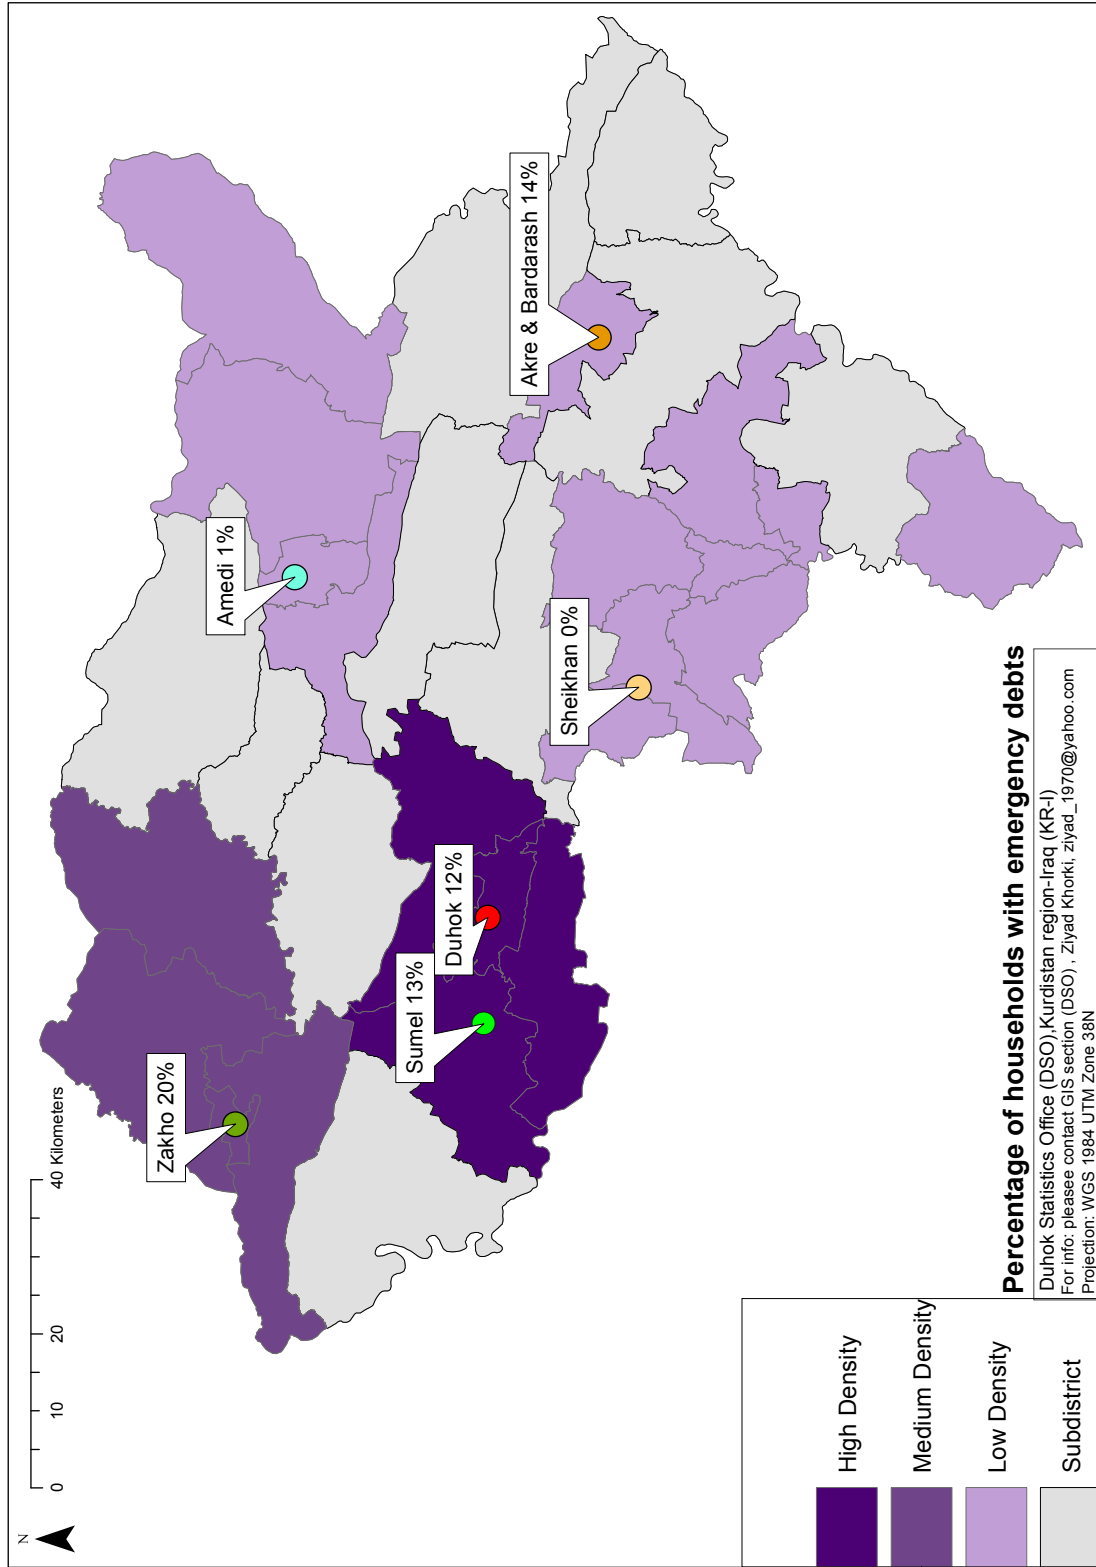 N
0 10 20 40 Kilometers
Zakho 20%
Amedi 1%
Sumel 13%
Duhok 12%
Akre & Bardarash 14%
Sheikhan 0%
High Density
Medium Density
Low Density
Subdistrict
Percentage of households with emergency debts
Duhok Statistics Office (DSO),Kurdistan region-Iraq (KR-I)
For info: pleasee contact GIS section (DSO) , Ziyad Khorki, ziyad_1970@yahoo.com
Projection: WGS 1984 UTM Zone 38N